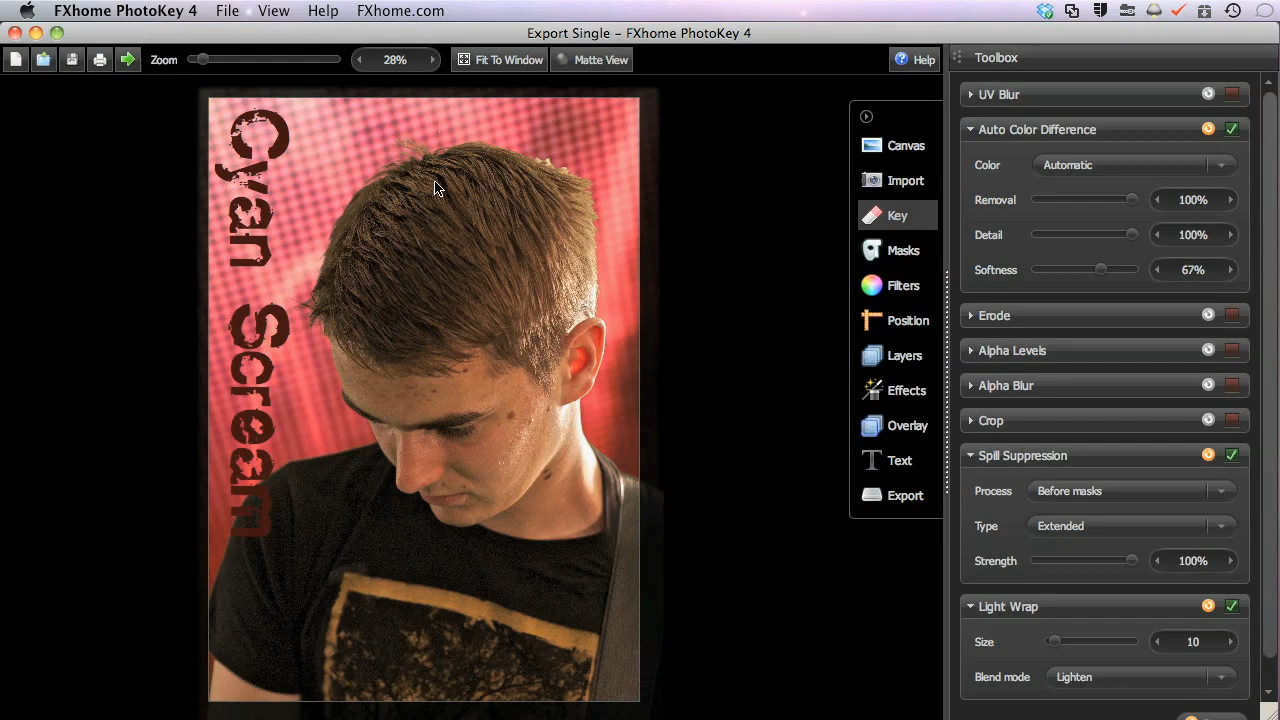 FXhome PhotoKey 4 File View Help FXhome.com
Export Single – FXhome PhotoKey 4
Zoom 28% Fit To Window Matte View Help
Toolbox
Cyan Scream
Canvas
Import
Key
Masks
Filters
Position
Layers
Effects
Overlay
Text
Export
UV Blur
Auto Color Difference
Color Automatic
Removal 100%
Detail 100%
Softness 67%
Erode
Alpha Levels
Alpha Blur
Crop
Spill Suppression
Process Before masks
Type Extended
Strength 100%
Light Wrap
Size 10
Blend mode Lighten